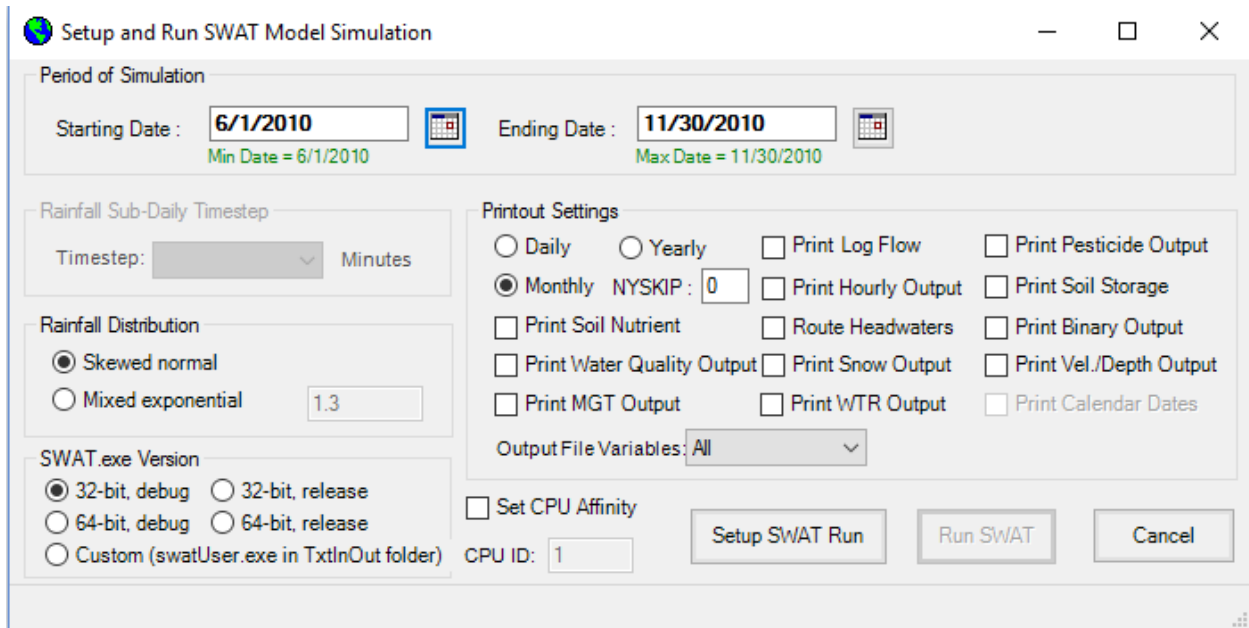 Setup and Run SWAT Model Simulation
Period of Simulation
Starting Date : 6/1/2010 Ending Date : 11/30/2010
Min Date = 6/1/2010 Max Date = 11/30/2010
Rainfall Sub-Daily Timestep
Timestep: Minutes
Rainfall Distribution
Skewed normal
Mixed exponential 1.3
SWAT.exe Version
32-bit, debug 32-bit, release
64-bit, debug 64-bit, release
Custom (swatUser.exe in TxtInOut folder)
Printout Settings
Daily Yearly Print Log Flow Print Pesticide Output
Monthly NYSKIP : 0 Print Hourly Output Print Soil Storage
Print Soil Nutrient Route Headwaters Print Binary Output
Print Water Quality Output Print Snow Output Print Vel./Depth Output
Print MGT Output Print WTR Output Print Calendar Dates
Output File Variables: All
Set CPU Affinity
CPU ID: 1
Setup SWAT Run Run SWAT Cancel